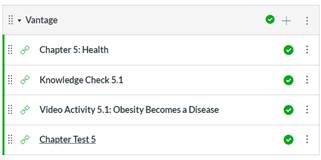 Vantage
Chapter 5: Health
Knowledge Check 5.1
Video Activity 5.1: Obesity Becomes a Disease
Chapter Test 5